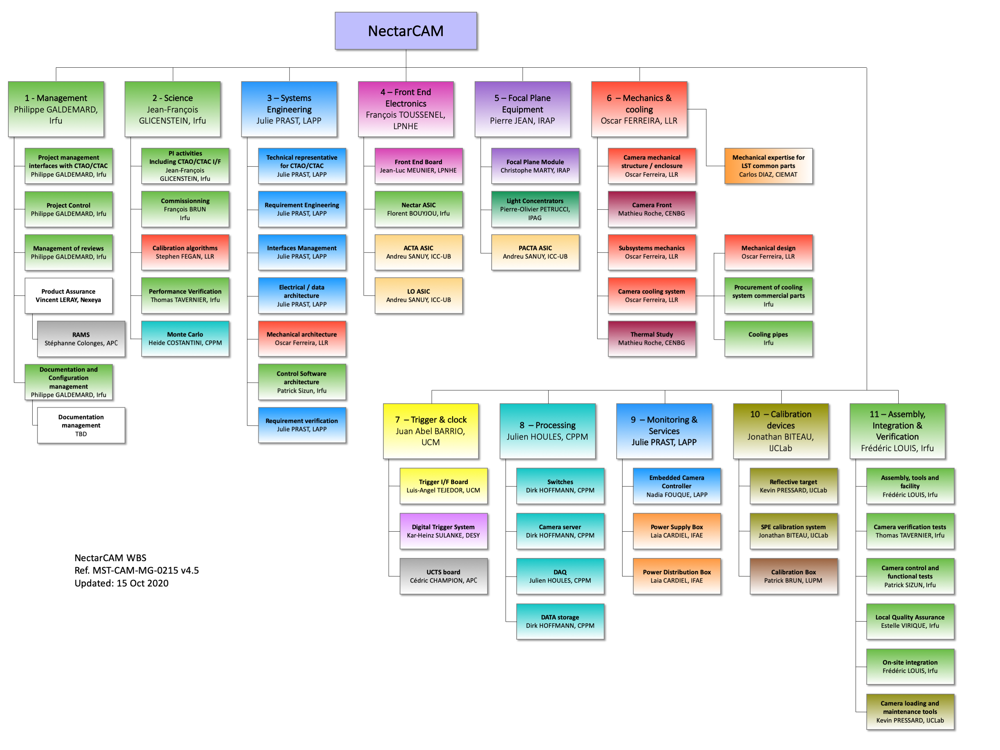 NectarCAM
1 - Management
Philippe GALDEMARD,
Irfu
Project management
interfaces with CTAO/CTAC
Philippe GALDEMARD, Irfu
Project Control
Philippe GALDEMARD, Irfu
Management of reviews
Philippe GALDEMARD, Irfu
Product Assurance
Vincent LERAY, Nexeya
RAMS
Stéphanne Colonges, APC
Documentation and
Configuration
management
Philippe GALDEMARD, Irfu
Documentation
management
TBD
2 - Science
Jean-François
GLICENSTEIN, Irfu
PI activities
Including CTAO/CTAC I/F
Jean-François
GLICENSTEIN, Irfu
Commissionning
François BRUN
Irfu
Calibration algorithms
Stephen FEGAN, LLR
Performance Verification
Thomas TAVERNIER, Irfu
Monte Carlo
Heide COSTANTINI, CPPM
3 – Systems
Engineering
Julie PRAST, LAPP
Technical representative
for CTAO/CTAC
Julie PRAST, LAPP
Requirement Engineering
Julie PRAST, LAPP
Interfaces Management
Julie PRAST, LAPP
Electrical / data
architecture
Julie PRAST, LAPP
Mechanical architecture
Oscar Ferreira, LLR
Control Software
architecture
Patrick Sizun, Irfu
Requirement verification
Julie PRAST, LAPP
4 – Front End
Electronics
François TOUSSENEL,
LPNHE
Front End Board
Jean-Luc MEUNIER, LPNHE
Nectar ASIC
Florent BOUYJOU, Irfu
ACTA ASIC
Andreu SANUY, ICC-UB
LO ASIC
Andreu SANUY, ICC-UB
5 – Focal Plane
Equipment
Pierre JEAN, IRAP
Focal Plane Module
Christophe MARTY, IRAP
Light Concentrators
Pierre-Olivier PETRUCCI,
IPAG
PACTA ASIC
Andreu SANUY, ICC-UB
6 – Mechanics &
cooling
Oscar FERREIRA, LLR
Camera mechanical
structure / enclosure
Oscar Ferreira, LLR
Camera Front
Mathieu Roche, CENBG
Subsystems mechanics
Oscar Ferreira, LLR
Camera cooling system
Oscar Ferreira, LLR
Thermal Study
Mathieu Roche, CENBG
Mechanical expertise for
LST common parts
Carlos DIAZ, CIEMAT
Mechanical design
Oscar Ferreira, LLR
Procurement of cooling
system commercial parts
Irfu
Cooling pipes
Irfu
7 – Trigger & clock
Juan Abel BARRIO,
UCM
Trigger I/F Board
Luis-Angel TEJEDOR, UCM
Digital Trigger System
Kar-Heinz SULANKE, DESY
UCTS board
Cédric CHAMPION, APC
8 – Processing
Julien HOULES, CPPM
Switches
Dirk HOFFMANN, CPPM
Camera server
Dirk HOFFMANN, CPPM
DAQ
Julien HOULES, CPPM
DATA storage
Dirk HOFFMANN, CPPM
9 – Monitoring &
Services
Julie PRAST, LAPP
Embedded Camera
Controller
Nadia FOUQUE, LAPP
Power Supply Box
Laia CARDIEL, IFAE
Power Distribution Box
Laia CARDIEL, IFAE
10 – Calibration
devices
Jonathan BITEAU,
IJCLab
Reflective target
Kevin PRESSARD, IJCLab
SPE calibration system
Jonathan BITEAU, IJCLab
Calibration Box
Patrick BRUN, LUPM
11 – Assembly,
Integration &
Verification
Frédéric LOUIS, Irfu
Assembly, tools and
facility
Frédéric LOUIS, Irfu
Camera verification tests
Thomas TAVERNIER, Irfu
Camera control and
functional tests
Patrick SIZUN, Irfu
Local Quality Assurance
Estelle VIRIQUE, Irfu
On-site integration
Frédéric LOUIS, Irfu
Camera loading and
maintenance tools
Kevin PRESSARD, IJCLab
NectarCAM WBS
Ref. MST-CAM-MG-0215 v4.5
Updated: 15 Oct 2020